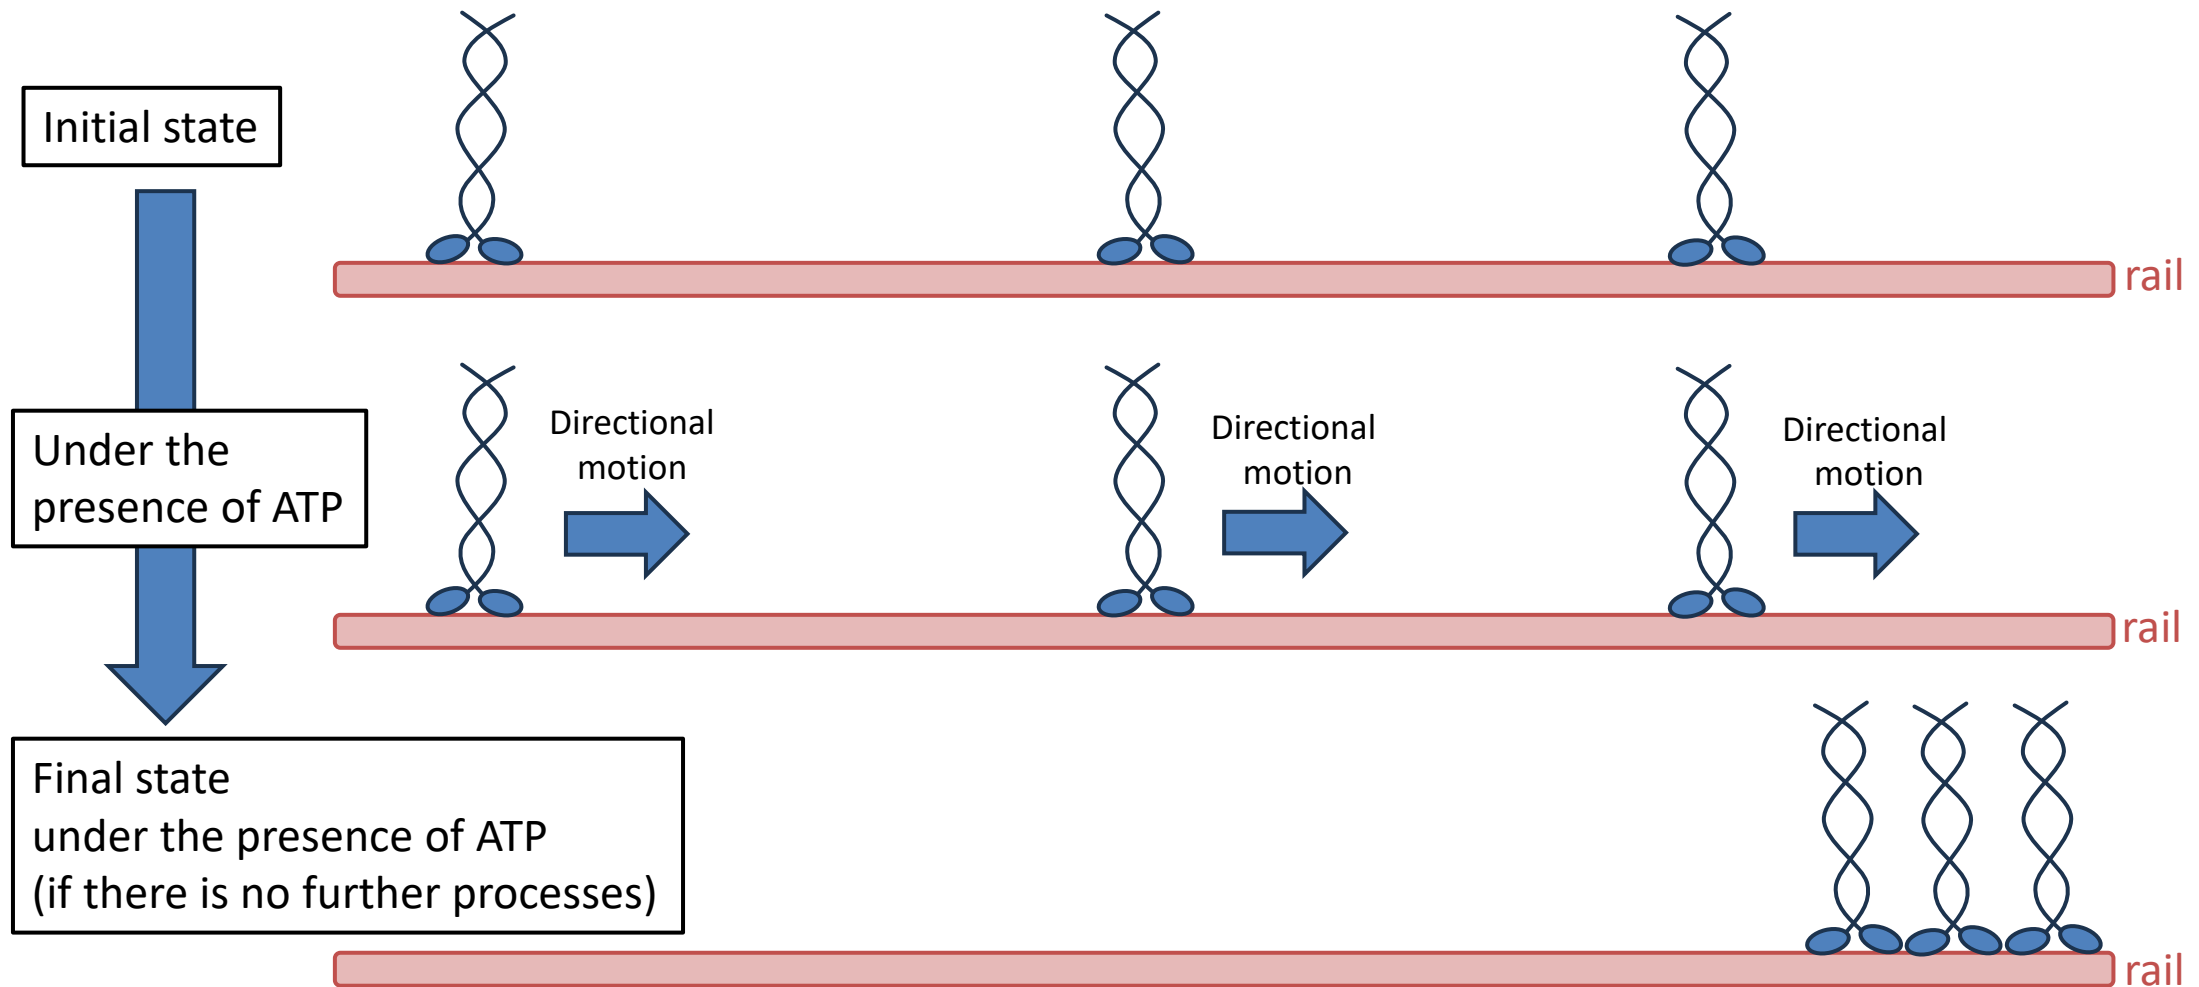 Initial state
rail
Under the
presence of ATP
Directional
motion
Directional
motion
Directional
motion
rail
Final state
under the presence of ATP
(if there is no further processes)
rail